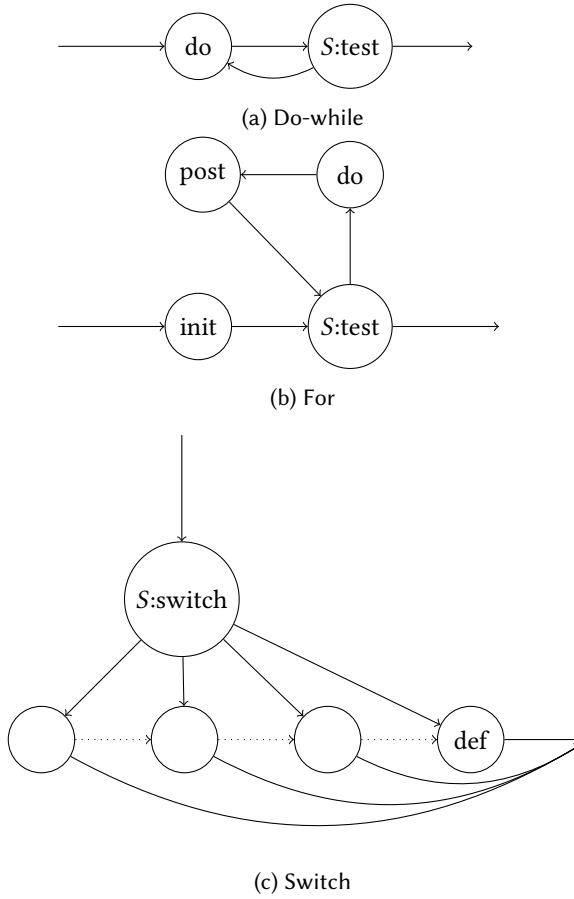 do S:test
(a) Do-while
post do
init S:test
(b) For
S:switch
def
(c) Switch